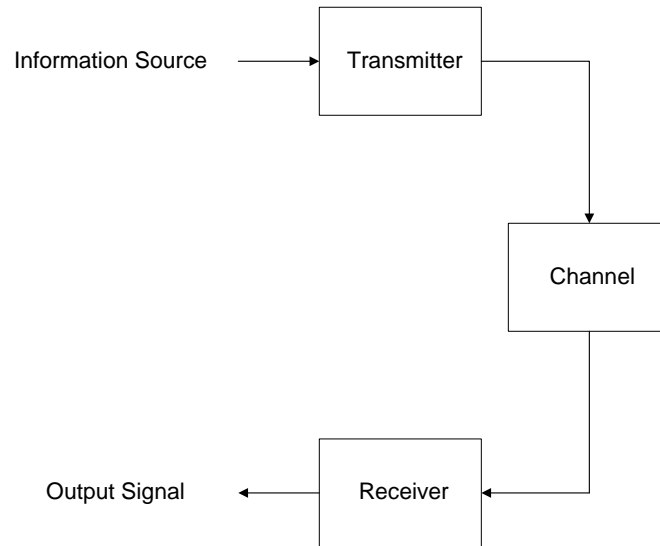 Information Source
Transmitter
Channel
Receiver
Output Signal